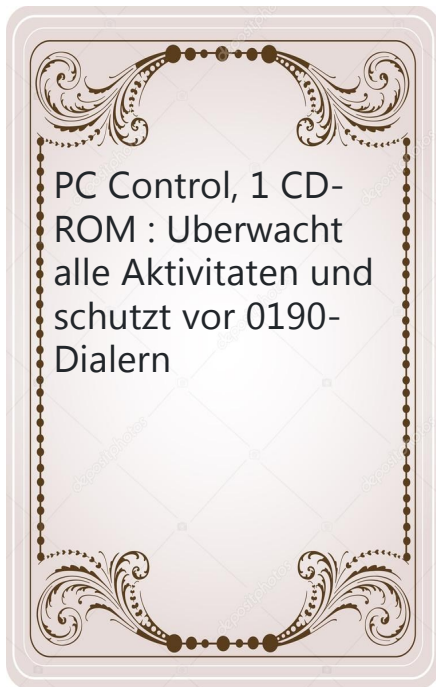 PC Control, 1 CD-
ROM : Uberwacht
alle Aktivitaten und
schutzt vor 0190-
Dialern